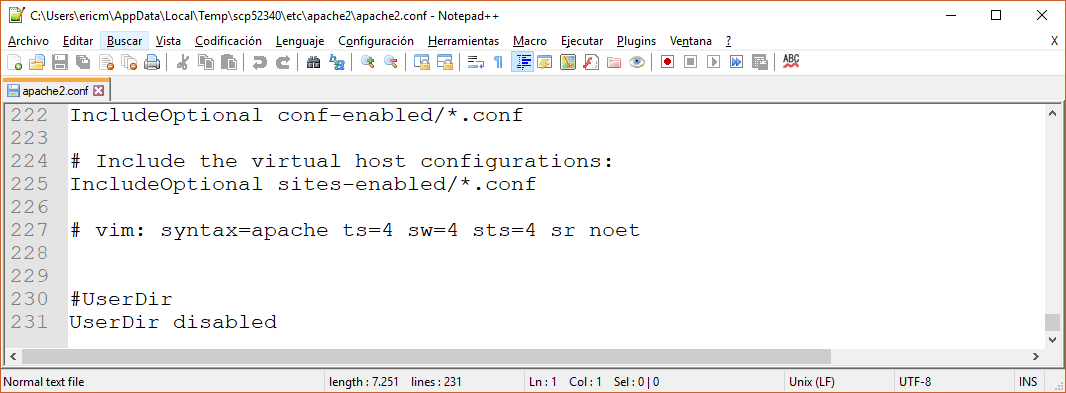 C:\Users\ericm\AppData\Local\Temp\scp52340\etc\apache2\apache2.conf - Notepad++
Archivo Editar Buscar Vista Codificación Lenguaje Configuración Herramientas Macro Ejecutar Plugins Ventana ? X
ABC
apache2.conf
222 IncludeOptional conf-enabled/*.conf
223
224 # Include the virtual host configurations:
225 IncludeOptional sites-enabled/*.conf
226
227 # vim: syntax=apache ts=4 sw=4 sts=4 sr noet
228
229
230 #UserDir
231 UserDir disabled
Normal text file length : 7.251 lines : 231 Ln : 1 Col : 1 Sel : 0 | 0 Unix (LF) UTF-8 INS